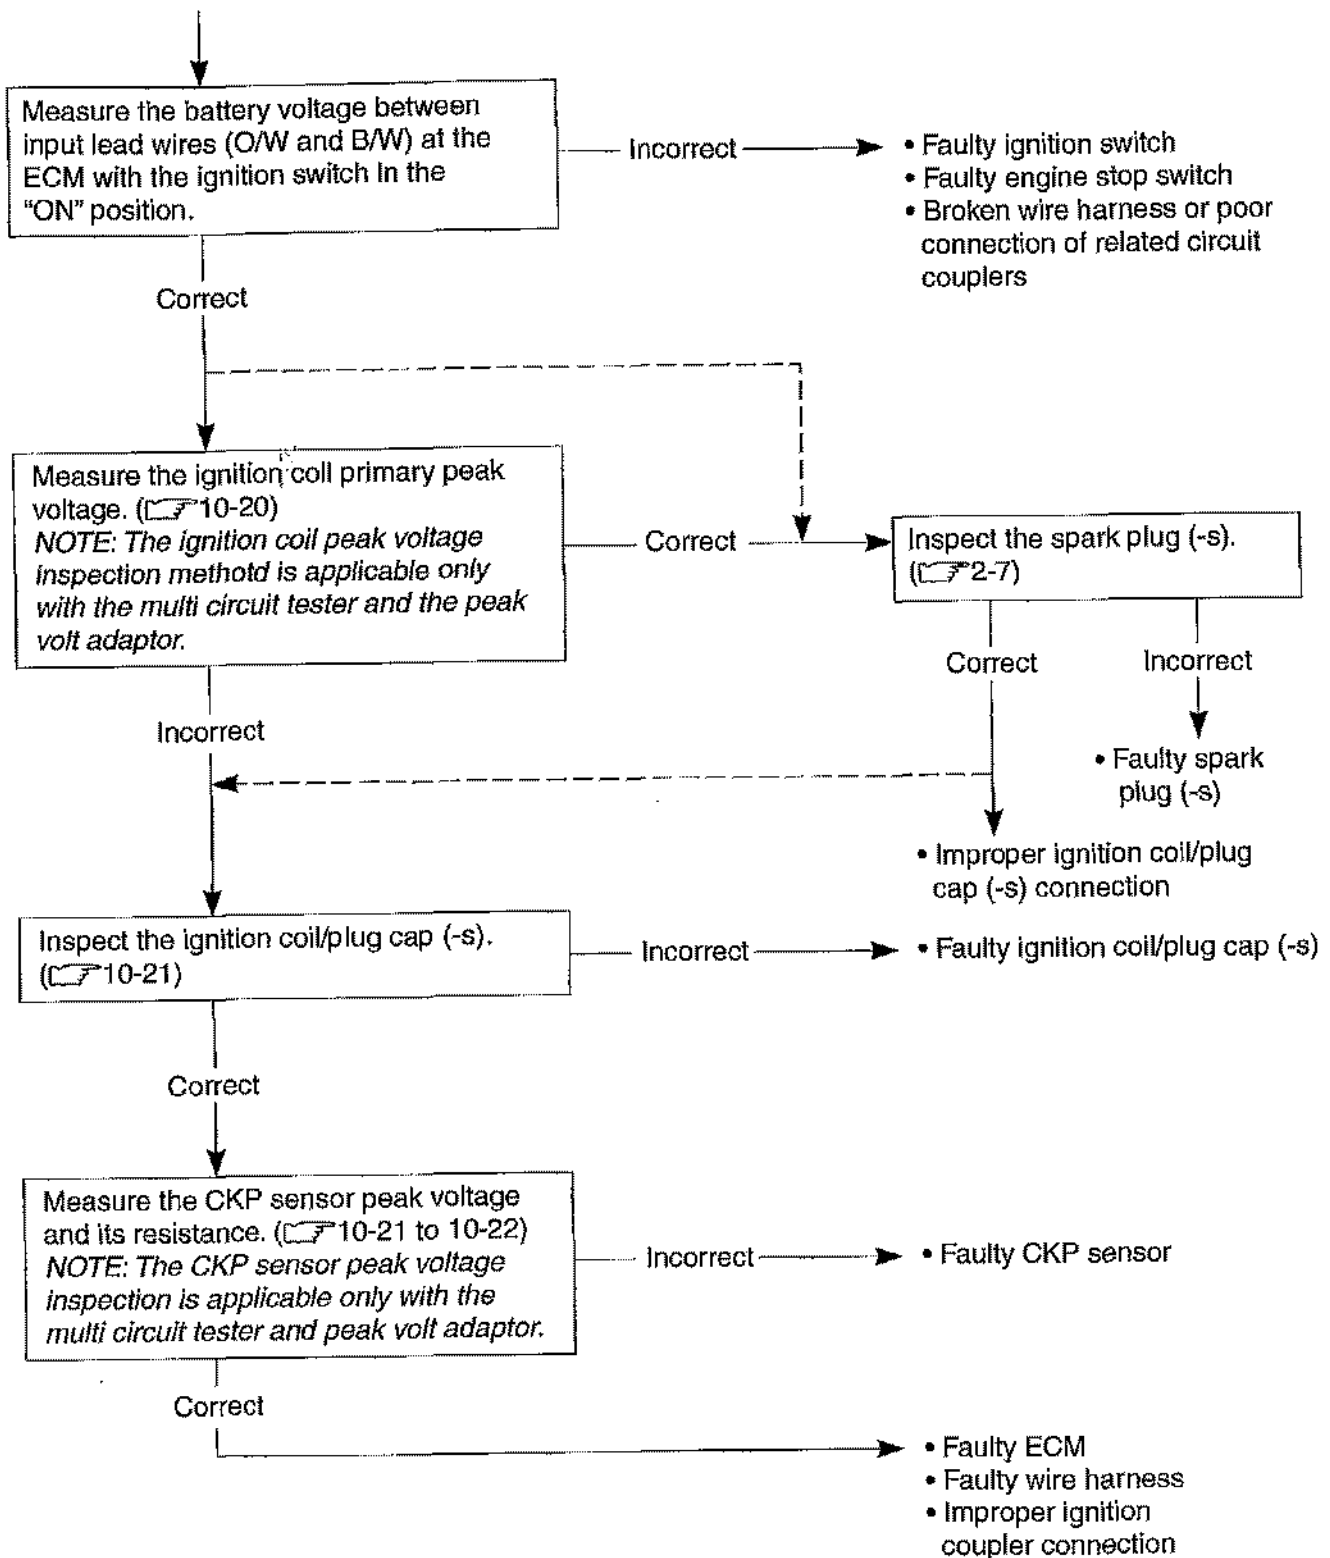 Measure the battery voltage between
input lead wires (O/W and B/W) at the
ECM with the ignition switch in the
“ON” position.
Incorrect
• Faulty ignition switch
• Faulty engine stop switch
• Broken wire harness or poor
connection of related circuit
couplers
Correct
Measure the ignition coil primary peak
voltage. (☞10-20)
NOTE: The ignition coil peak voltage
inspection methotd is applicable only
with the multi circuit tester and the peak
volt adaptor.
Correct
Inspect the spark plug (-s).
(☞2-7)
Correct
Incorrect
Incorrect
• Faulty spark
plug (-s)
• Improper ignition coil/plug
cap (-s) connection
Inspect the ignition coil/plug cap (-s).
(☞10-21)
Incorrect
• Faulty ignition coil/plug cap (-s)
Correct
Measure the CKP sensor peak voltage
and its resistance. (☞10-21 to 10-22)
NOTE: The CKP sensor peak voltage
inspection is applicable only with the
multi circuit tester and peak volt adaptor.
Incorrect
• Faulty CKP sensor
Correct
• Faulty ECM
• Faulty wire harness
• Improper ignition
coupler connection